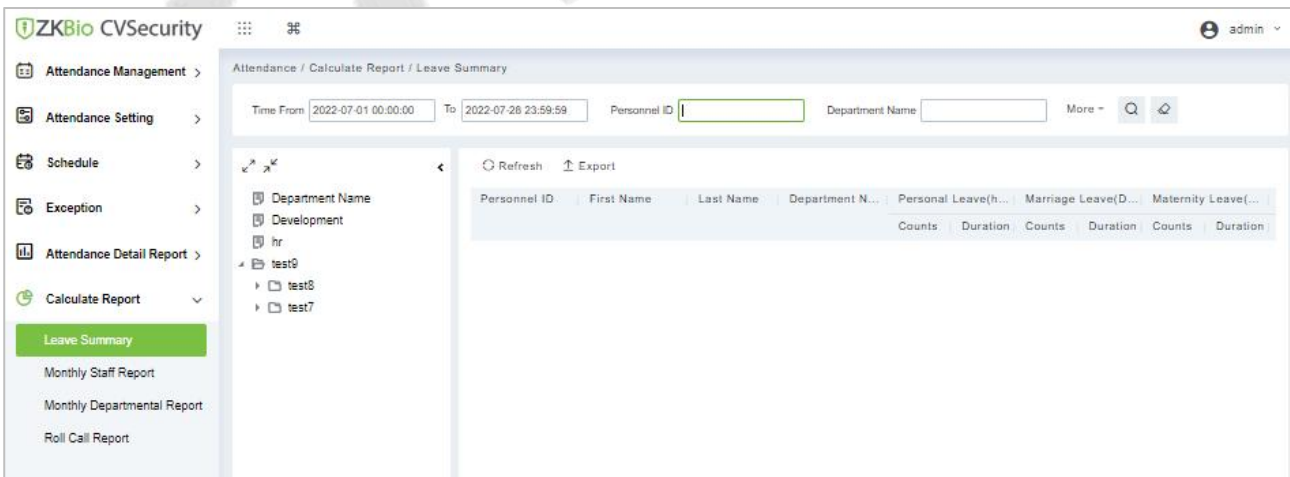 ZKBio CVSecurity
admin
Attendance Management
Attendance Setting
Schedule
Exception
Attendance Detail Report
Calculate Report
Leave Summary
Monthly Staff Report
Monthly Departmental Report
Roll Call Report
Attendance / Calculate Report / Leave Summary
Time From 2022-07-01 00:00:00 To 2022-07-28 23:59:59 Personnel ID Department Name More
Department Name
Development
hr
test9
test8
test7
Refresh Export
Personnel ID First Name Last Name Department N... Personal Leave(h... Marriage Leave(D... Maternity Leave(...
Counts Duration Counts Duration Counts Duration